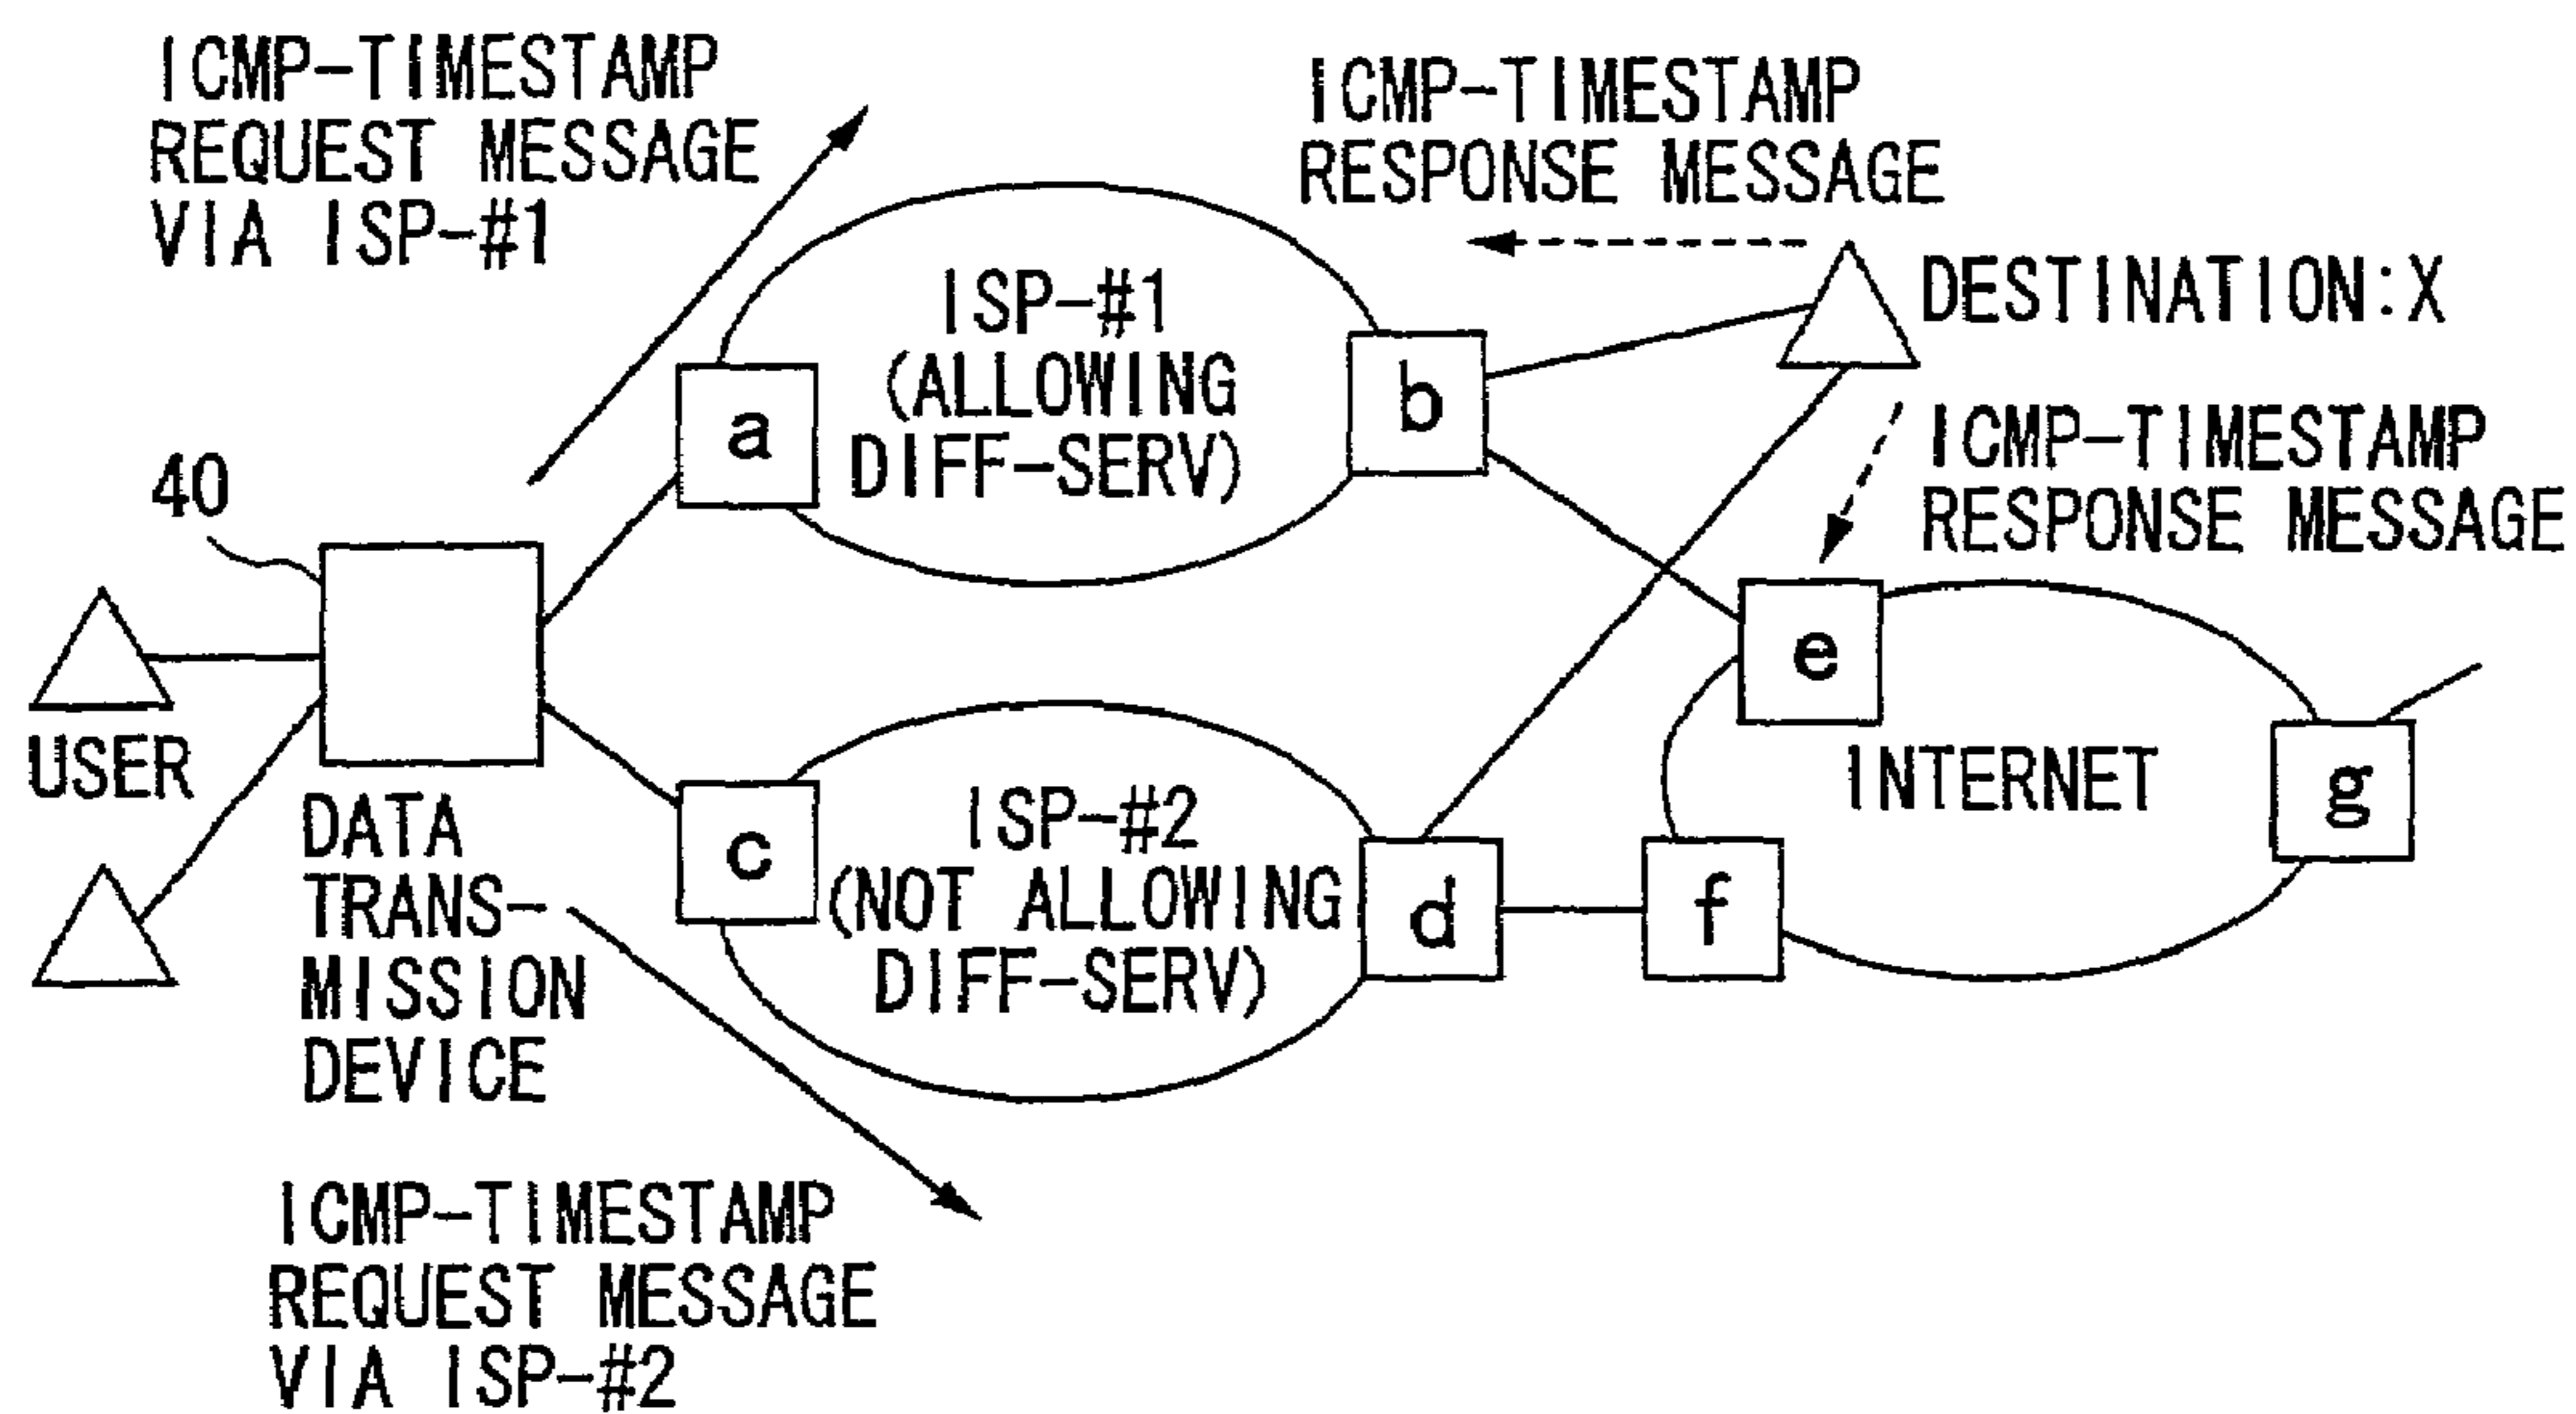 ICMP-TIMESTAMP
REQUEST MESSAGE
VIA ISP-#1
ICMP-TIMESTAMP
RESPONSE MESSAGE
DESTINATION:X
ISP-#1
(ALLOWING
DIFF-SERV)
a
b
ICMP-TIMESTAMP
RESPONSE MESSAGE
40
USER
DATA
TRANS-
MISSION
DEVICE
e
INTERNET
g
c
ISP-#2
(NOT ALLOWING
DIFF-SERV)
d
f
ICMP-TIMESTAMP
REQUEST MESSAGE
VIA ISP-#2